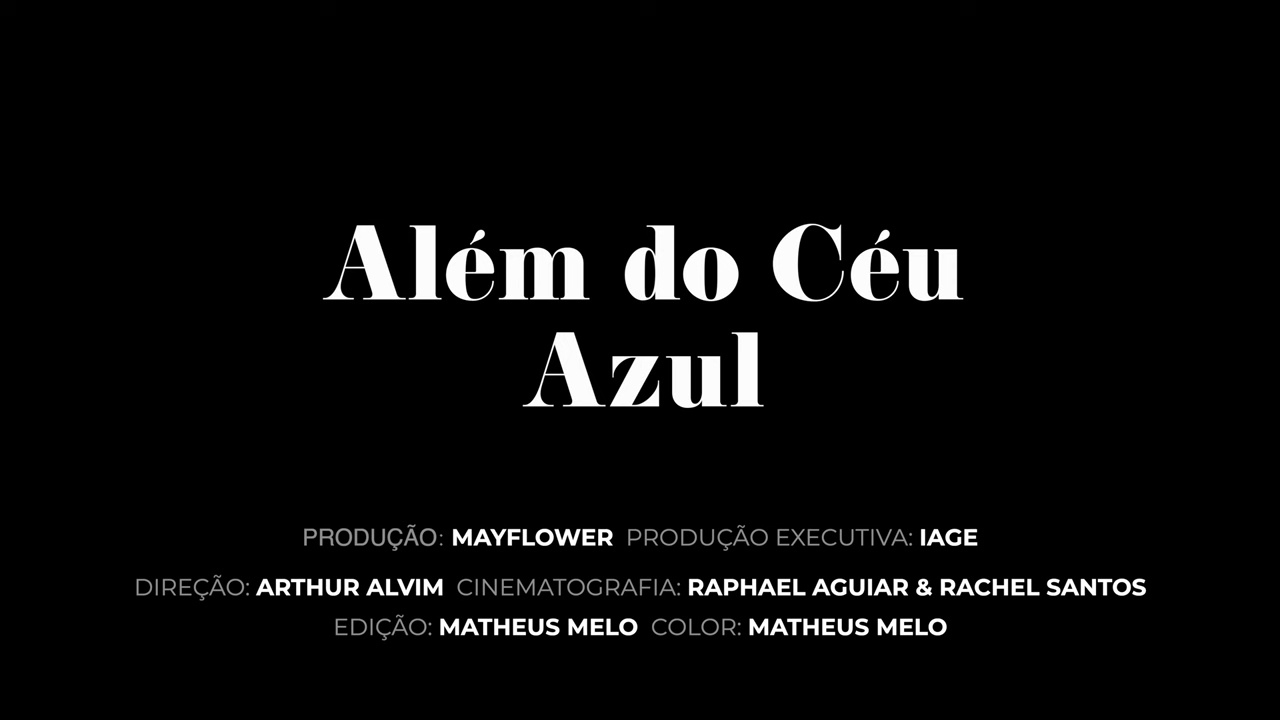 Além do Céu
Azul
PRODUÇÃO: MAYFLOWER PRODUÇÃO EXECUTIVA: IAGE
DIREÇÃO: ARTHUR ALVIM CINEMATOGRAFIA: RAPHAEL AGUIAR & RACHEL SANTOS
EDIÇÃO: MATHEUS MELO COLOR: MATHEUS MELO